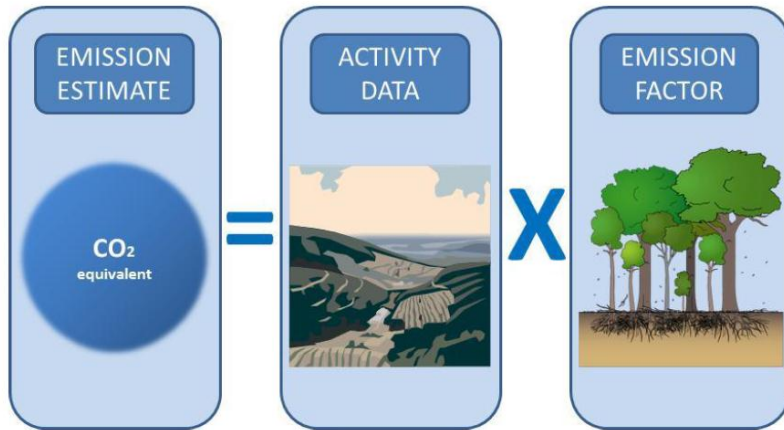 EMISSION
ESTIMATE
CO₂
equivalent
=
ACTIVITY
DATA
X
EMISSION
FACTOR